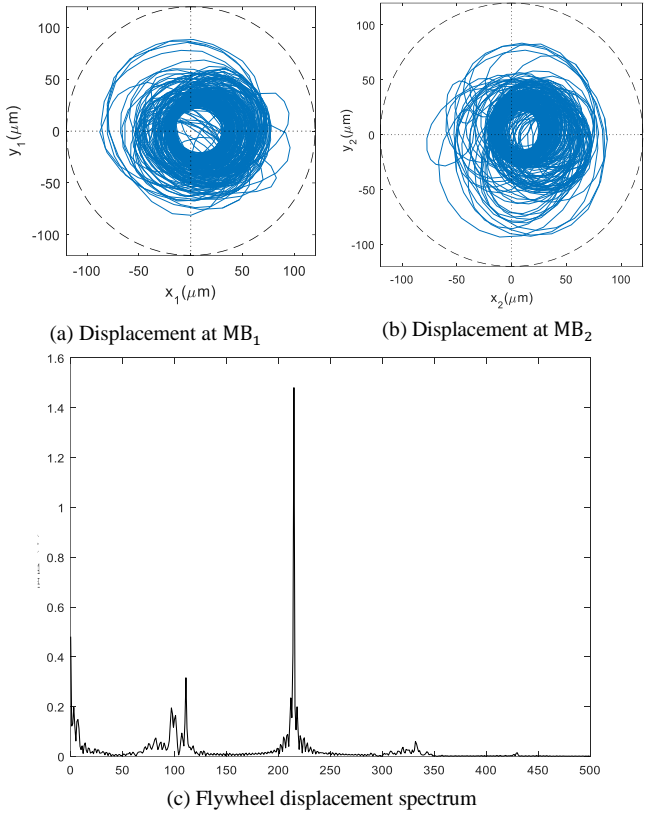 100
50
0
-50
-100
y1(μm)
-100 -50 0 50 100
x1(μm)
(a) Displacement at MB1
100
50
0
-50
-100
y2(μm)
-100 -50 0 50 100
x2(μm)
(b) Displacement at MB2
1.6
1.4
1.2
1
0.8
0.6
0.4
0.2
0
0 50 100 150 200 250 300 350 400 450 500
(c) Flywheel displacement spectrum